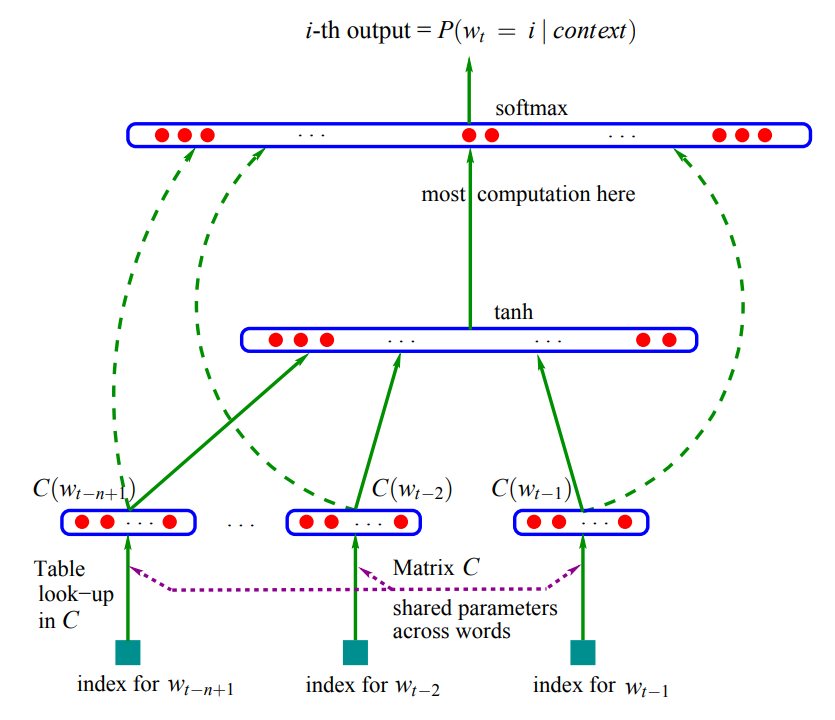 i-th output = P(w_t = i | context)
softmax
· · ·
· · ·
most computation here
tanh
· · ·
· · ·
C(w_{t−n+1})
C(w_{t−2})
C(w_{t−1})
· · ·
· · ·
· · ·
· · ·
Table
look−up
in C
Matrix C
shared parameters
across words
index for w_{t−n+1}
index for w_{t−2}
index for w_{t−1}